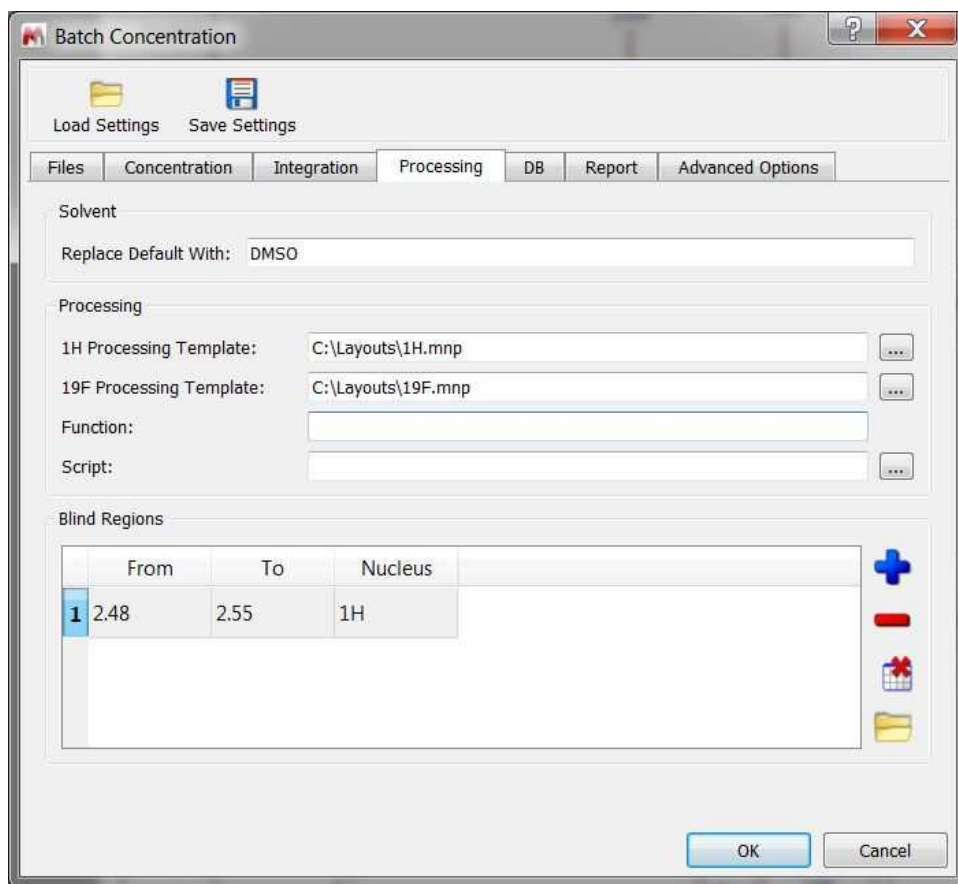 Batch Concentration
Load Settings Save Settings
Files Concentration Integration Processing DB Report Advanced Options
Solvent
Replace Default With: DMSO
Processing
1H Processing Template: C:\Layouts\1H.mnp ...
19F Processing Template: C:\Layouts\19F.mnp ...
Function:
Script: ...
Blind Regions
From To Nucleus
1 2.48 2.55 1H
OK Cancel